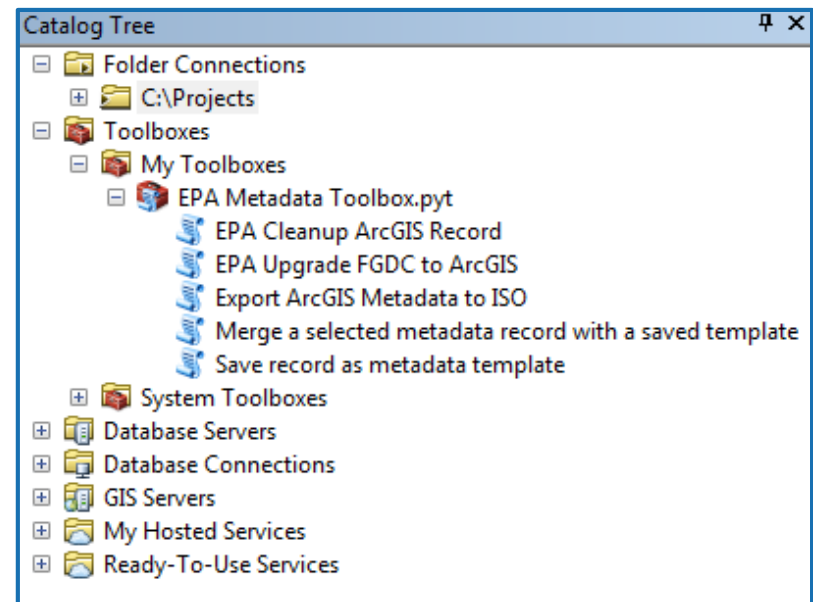 Catalog Tree
Folder Connections
C:\Projects
Toolboxes
My Toolboxes
EPA Metadata Toolbox.pyt
EPA Cleanup ArcGIS Record
EPA Upgrade FGDC to ArcGIS
Export ArcGIS Metadata to ISO
Merge a selected metadata record with a saved template
Save record as metadata template
System Toolboxes
Database Servers
Database Connections
GIS Servers
My Hosted Services
Ready-To-Use Services